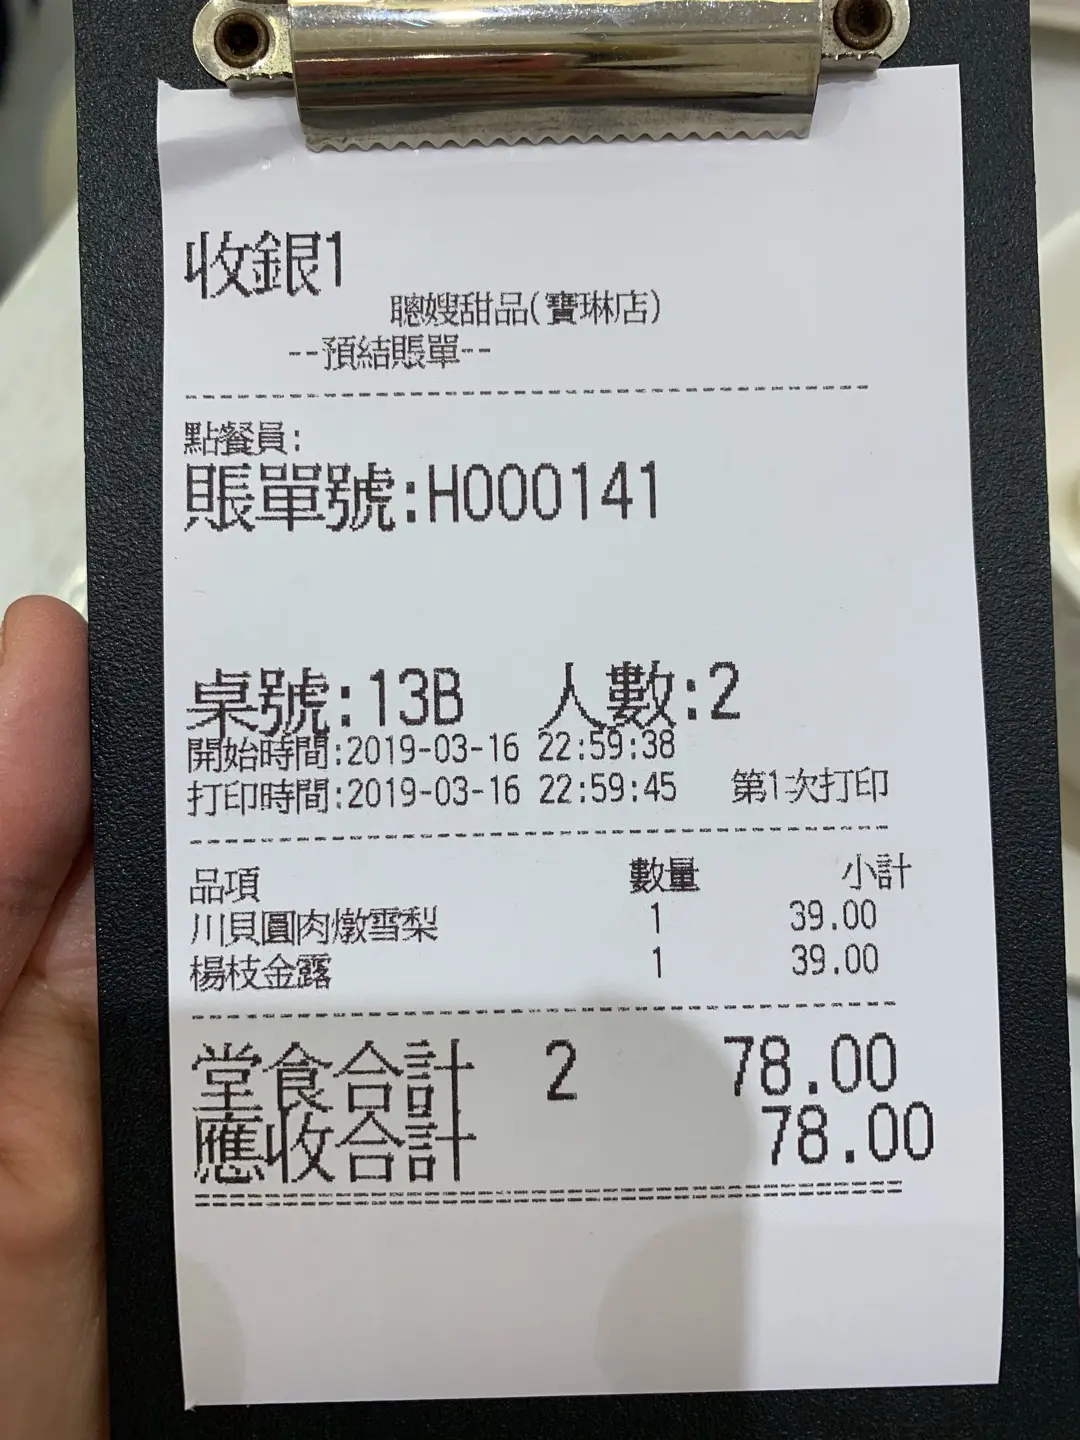 收銀1
聰嫂甜品(寶琳店)
--預結賬單--
點餐員:
賬單號:H000141
桌號:13B 人數:2
開始時間:2019-03-16 22:59:38
打印時間:2019-03-16 22:59:45 第1次打印
品項 數量 小計
川貝圓肉燉雪梨 1 39.00
楊枝金露 1 39.00
堂食合計 2 78.00
應收合計 78.00